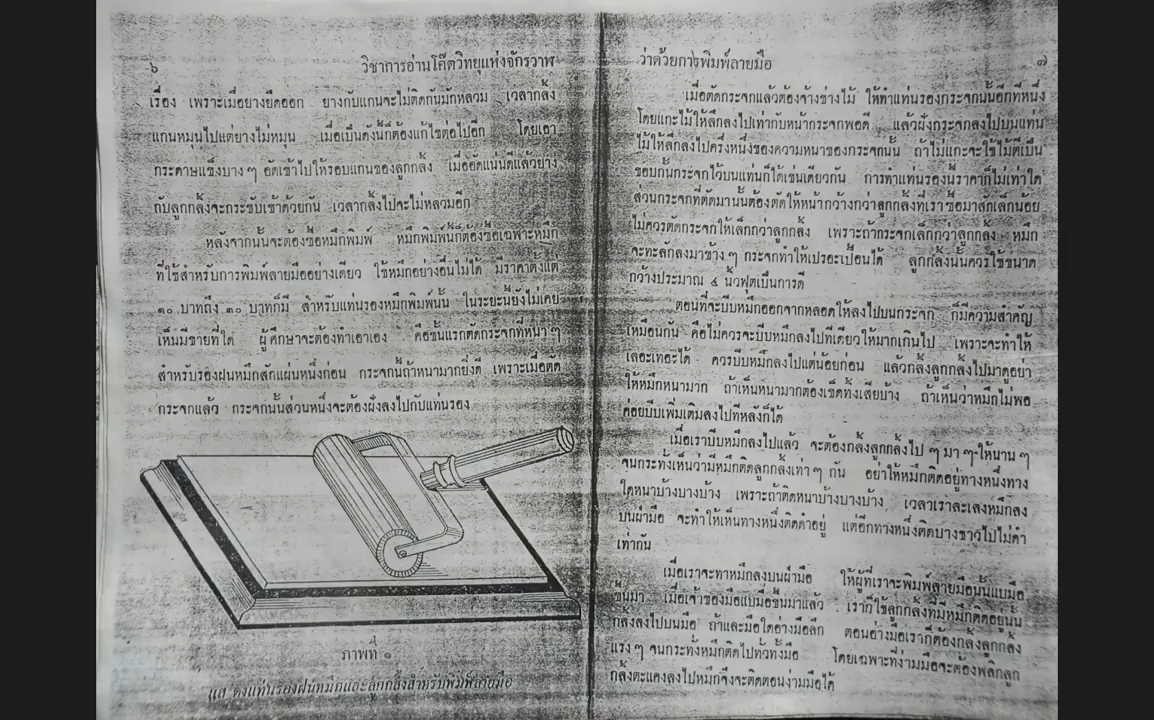 ๖ วิชาการอ่านโค๊ตวิทยุแห่งจักรวาฬ
เรื่อง เพราะเมื่อยางยืดออก ยางกับแกนจะไม่ติดกันมักหลวม เวลากลิ้ง
แกนหมุนไปแต่ยางไม่หมุน เมื่อเป็นดังนี้ก็ต้องแก้ไขต่อไปอีก โดยเอา
กระดาษแข็งบาง ๆ อัดเข้าไปให้รอบแกนของลูกกลิ้ง เมื่ออัดแน่นดีแล้วยาง
กับลูกกลิ้งจะกระชับเข้าด้วยกัน เวลากลิ้งไปจะไม่หลวมอีก
หลังจากนั้นจะต้องซื้อหมึกพิมพ์ หมึกพิมพ์นี้ก็ต้องซื้อเฉพาะหมึก
ที่ใช้สำหรับการพิมพ์ลายมืออย่างเดียว ใช้หมึกอย่างอื่นไม่ได้ มีราคาตั้งแต่
๑๐ บาทถึง ๓๐ บาทก็มี สำหรับแท่นรองหมึกพิมพ์นั้น ในระยะนี้ยังไม่เคย
เห็นมีขายที่ใด ผู้ศึกษาจะต้องทำเอาเอง คือชั้นแรกตัดกระจกที่หนา ๆ
สำหรับรองฝนหมึกสักแผ่นหนึ่งก่อน กระจกนี้ถ้าหนามากยิ่งดี เพราะเมื่อตัด
กระจกแล้ว กระจกนั้นส่วนหนึ่งจะต้องฝังลงไปกับแท่นรอง
ภาพที่ ๑
แสดงแท่นรองฝนหมึกและลูกกลิ้งสำหรับพิมพ์ลายมือ
ว่าด้วยการพิมพ์ลายมือ ๗
เมื่อตัดกระจกแล้วต้องจ้างช่างไม้ ให้ทำแท่นรองกระจกนั้นอีกทีหนึ่ง
โดยแกะไม้ให้ลึกลงไปเท่ากับหน้ากระจกพอดี แล้วฝังกระจกลงไปบนแท่น
ไม้ให้ลึกลงไปครึ่งหนึ่งของความหนาของกระจกนั้น ถ้าไม่แกะจะใช้ไม้ตีเป็น
ขอบกั้นกระจกไว้บนแท่นก็ได้เช่นเดียวกัน การทำแท่นรองนี้ราคาก็ไม่เท่าใด
ส่วนกระจกที่ตัดมานั้นต้องตัดให้หน้ากว้างกว่าลูกกลิ้งที่เราซื้อมาสักเล็กน้อย
ไม่ควรตัดกระจกให้เล็กกว่าลูกกลิ้ง เพราะถ้ากระจกเล็กกว่าลูกกลิ้ง หมึก
จะทะลักลงมาข้าง ๆ กระจกทำให้เปรอะเปื้อนได้ ลูกกลิ้งนั้นควรใช้ขนาด
กว้างประมาณ ๔ นิ้วฟุตเป็นการดี
ตอนที่จะบีบหมึกออกจากหลอดให้ลงไปบนกระจก ก็มีความสำคัญ
เหมือนกัน คือไม่ควรจะบีบหมึกลงไปทีเดียวให้มากเกินไป เพราะจะทำให้
เลอะเทอะได้ ควรบีบหมึกลงไปแต่น้อยก่อน แล้วกลิ้งลูกกลิ้งไปมาดูอย่า
ให้หมึกหนามาก ถ้าเห็นหนามากต้องเช็ดทิ้งเสียบ้าง ถ้าเห็นว่าหมึกไม่พอ
ค่อยบีบเพิ่มเติมลงไปทีหลังก็ได้
เมื่อเราบีบหมึกลงไปแล้ว จะต้องกลิ้งลูกกลิ้งไป ๆ มา ๆ ให้นาน ๆ
จนกระทั่งเห็นว่ามีหมึกติดลูกกลิ้งเท่า ๆ กัน อย่าให้หมึกติดอยู่ทางหนึ่งทาง
ใดหนาบ้างบางบ้าง เพราะถ้าติดหนาบ้างบางบ้าง เวลาเราละเลงหมึกลง
บนฝ่ามือ จะทำให้เห็นทางหนึ่งติดดำอยู่ แต่อีกทางหนึ่งติดบางขาวไปไม่ดำ
เท่ากัน
เมื่อเราจะทาหมึกลงบนฝ่ามือ ให้ผู้ที่เราจะพิมพ์ลายมือนั้นแบมือ
ขึ้นมา เมื่อเจ้าของมือแบมือขึ้นมาแล้ว เราก็ใช้ลูกกลิ้งที่มีหมึกติดอยู่นั้น
กลิ้งลงไปบนมือ ถ้าและมือใดอุ้งมือลึก ตอนอุ้งมือเราก็ต้องกลิ้งลูกกลิ้ง
แรง ๆ จนกระทั่งหมึกติดไปทั่วทั้งมือ โดยเฉพาะที่ง่ามมือจะต้องพลิกลูก
กลิ้งตะแคงลงไปหมึกจึงจะติดตอนง่ามมือได้